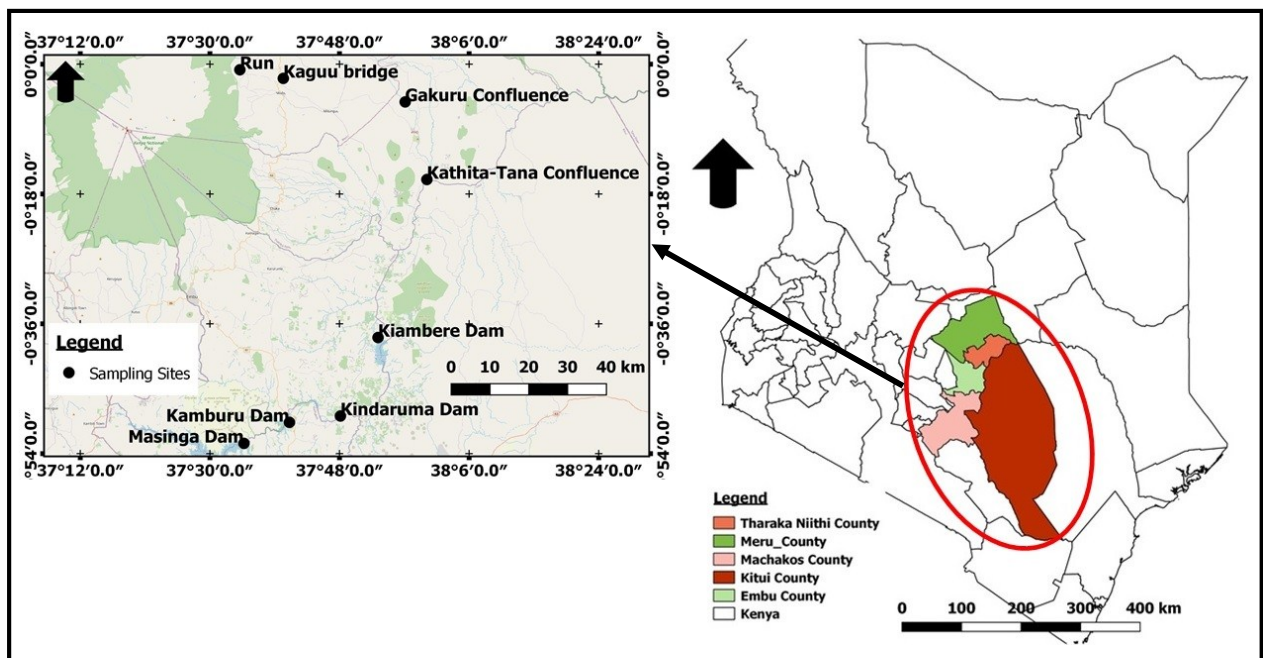 37°12′0.0″ 37°30′0.0″ 37°48′0.0″ 38°6′0.0″ 38°24′0.0″
0°0′0.0″
0°0′0.0″
Run
Kaguu bridge
Gakuru Confluence
Kathita-Tana Confluence
-0°18′0.0″
-0°18′0.0″
-0°36′0.0″
-0°36′0.0″
Kiambere Dam
Legend
Sampling Sites
0 10 20 30 40 km
Kamburu Dam
Kindaruma Dam
Masinga Dam
°54′0.0″
°54′0.0″
37°12′0.0″ 37°30′0.0″ 37°48′0.0″ 38°6′0.0″ 38°24′0.0″
Legend
Tharaka Niithi County
Meru_County
Machakos County
Kitui County
Embu County
Kenya
0 100 200 300 400 km